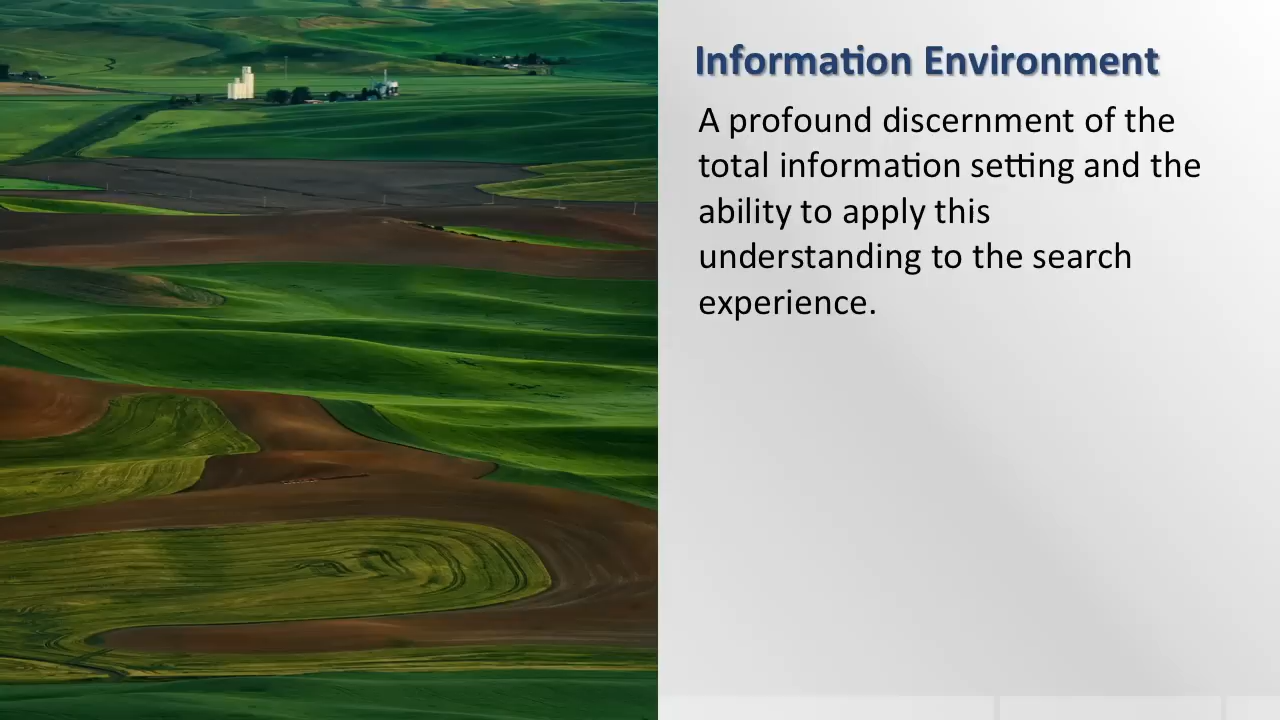 Information Environment
A profound discernment of the
total information setting and the
ability to apply this
understanding to the search
experience.